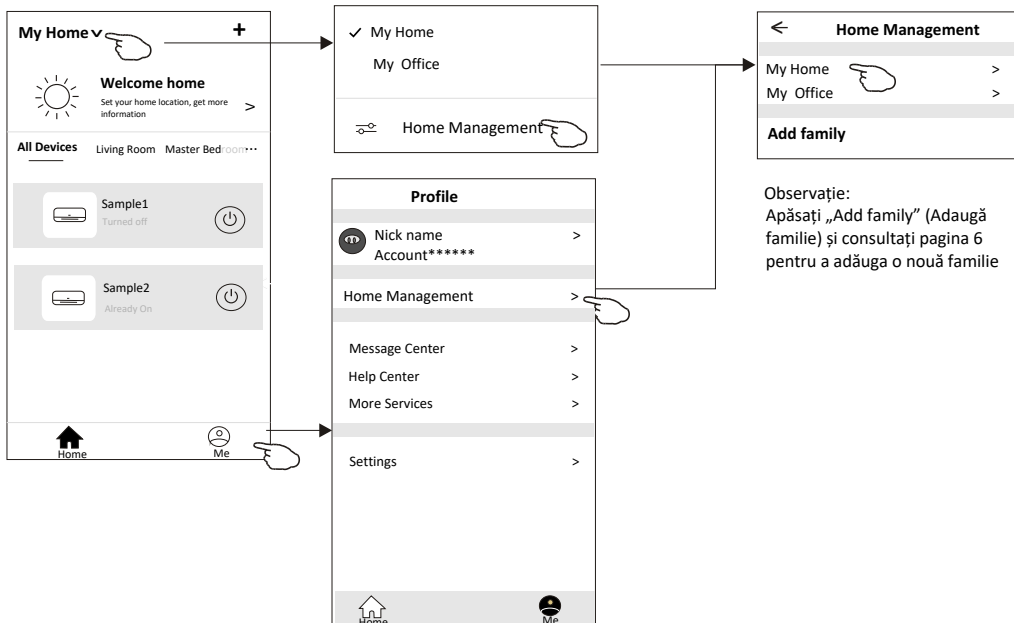 My Home +
Welcome home
Set your home location, get more
information
>
All Devices Living Room Master Bedroom...
Sample1
Turned off
Sample2
Already On
Home
Me
✓ My Home
My Office
Home Management
Profile
Nick name >
Account******
Home Management >
Message Center >
Help Center >
More Services >
Settings >
Home
Me
Home Management
My Home >
My Office >
Add family
Observație:
Apăsați „Add family” (Adaugă
familie) și consultați pagina 6
pentru a adăuga o nouă familie